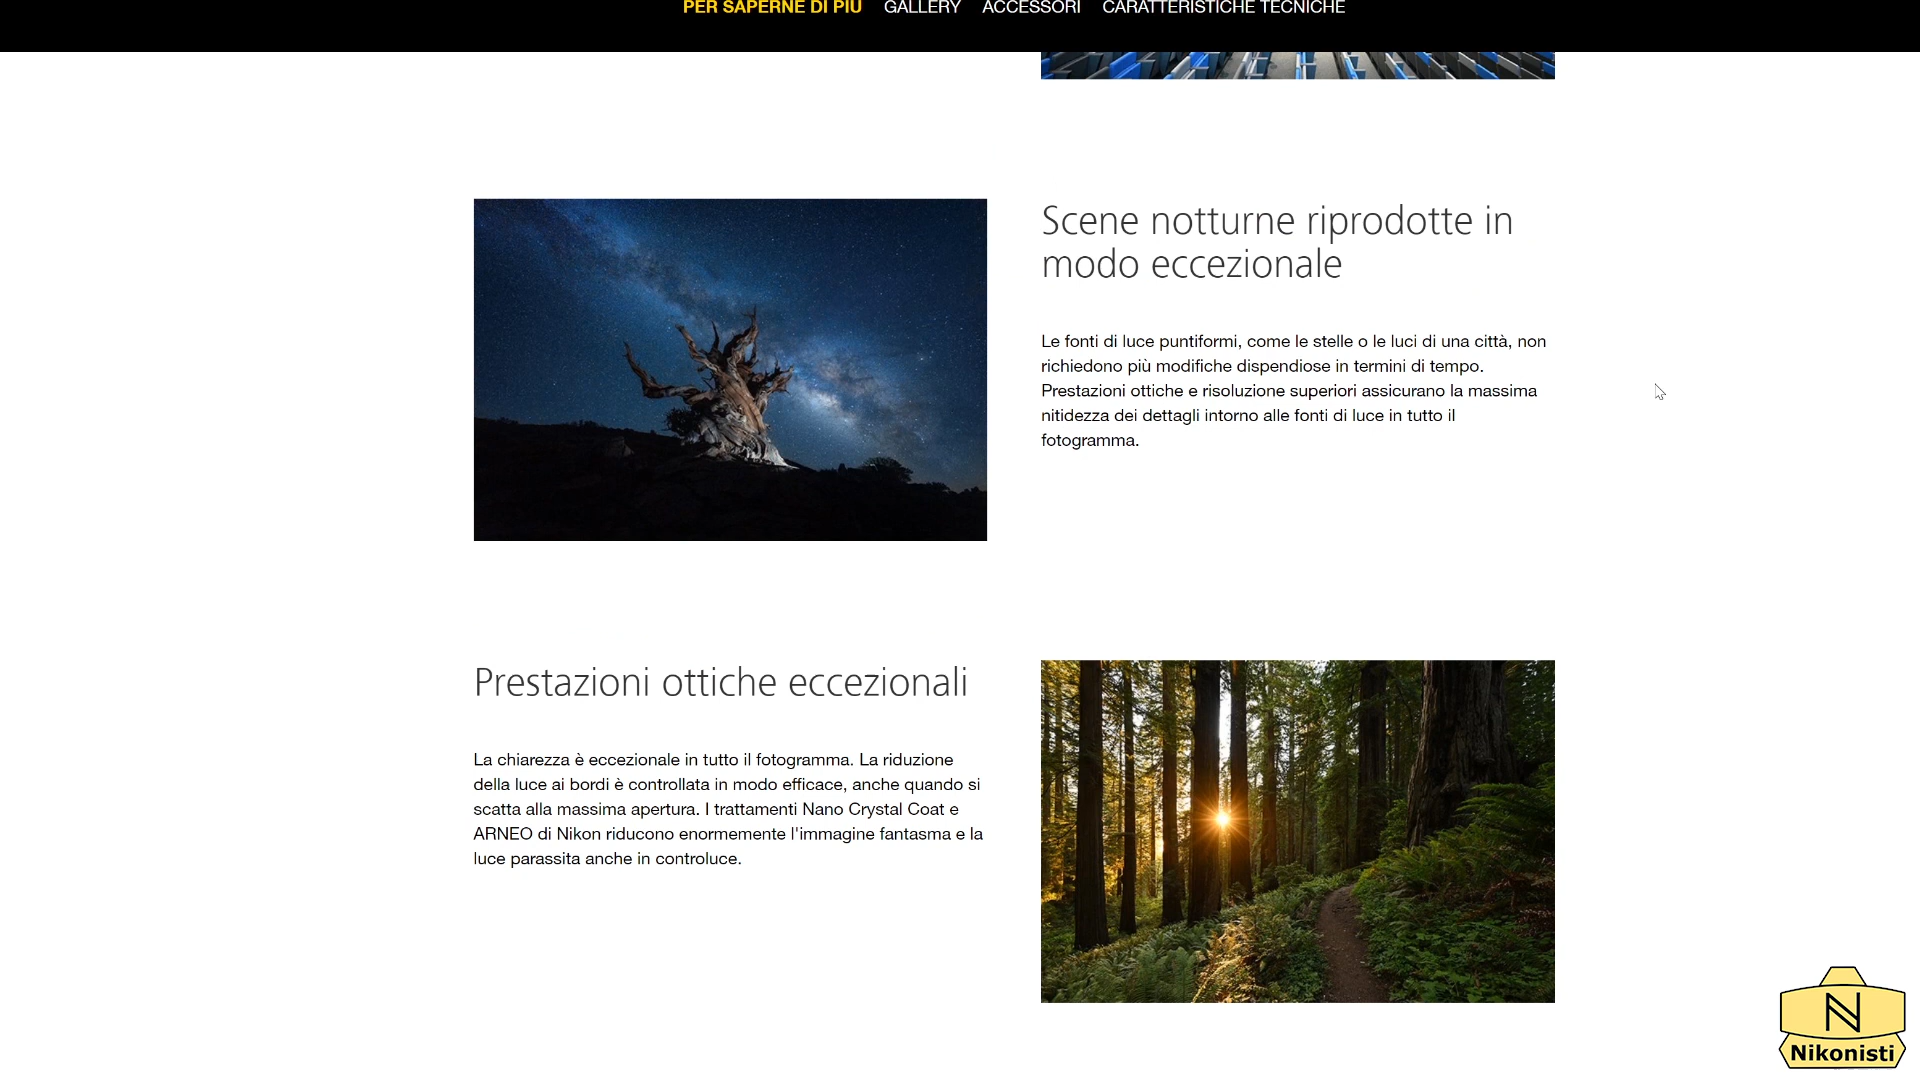 PER SAPERNE DI PIÙ GALLERY ACCESSORI CARATTERISTICHE TECNICHE
Scene notturne riprodotte in
modo eccezionale
Le fonti di luce puntiformi, come le stelle o le luci di una città, non
richiedono più modifiche dispendiose in termini di tempo.
Prestazioni ottiche e risoluzione superiori assicurano la massima
nitidezza dei dettagli intorno alle fonti di luce in tutto il
fotogramma.
Prestazioni ottiche eccezionali
La chiarezza è eccezionale in tutto il fotogramma. La riduzione
della luce ai bordi è controllata in modo efficace, anche quando si
scatta alla massima apertura. I trattamenti Nano Crystal Coat e
ARNEO di Nikon riducono enormemente l'immagine fantasma e la
luce parassita anche in controluce.
N
Nikonisti